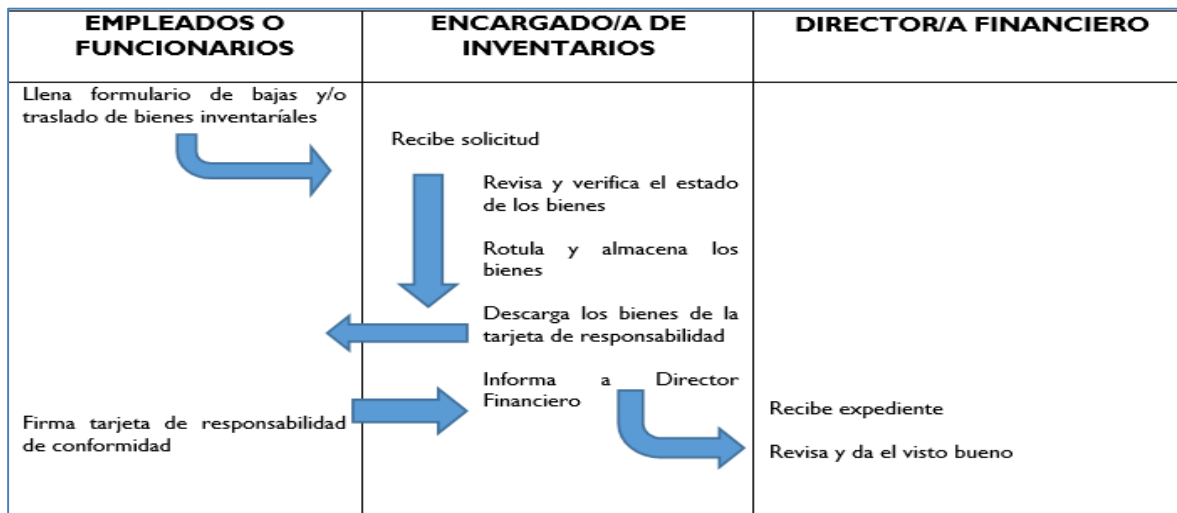 EMPLEADOS O
FUNCIONARIOS
ENCARGADO/A DE
INVENTARIOS
DIRECTOR/A FINANCIERO
Llena formulario de bajas y/o
traslado de bienes inventaríales
Recibe solicitud
Revisa y verifica el estado
de los bienes
Rotula y almacena los
bienes
Descarga los bienes de la
tarjeta de responsabilidad
Informa a Director
Financiero
Firma tarjeta de responsabilidad
de conformidad
Recibe expediente
Revisa y da el visto bueno